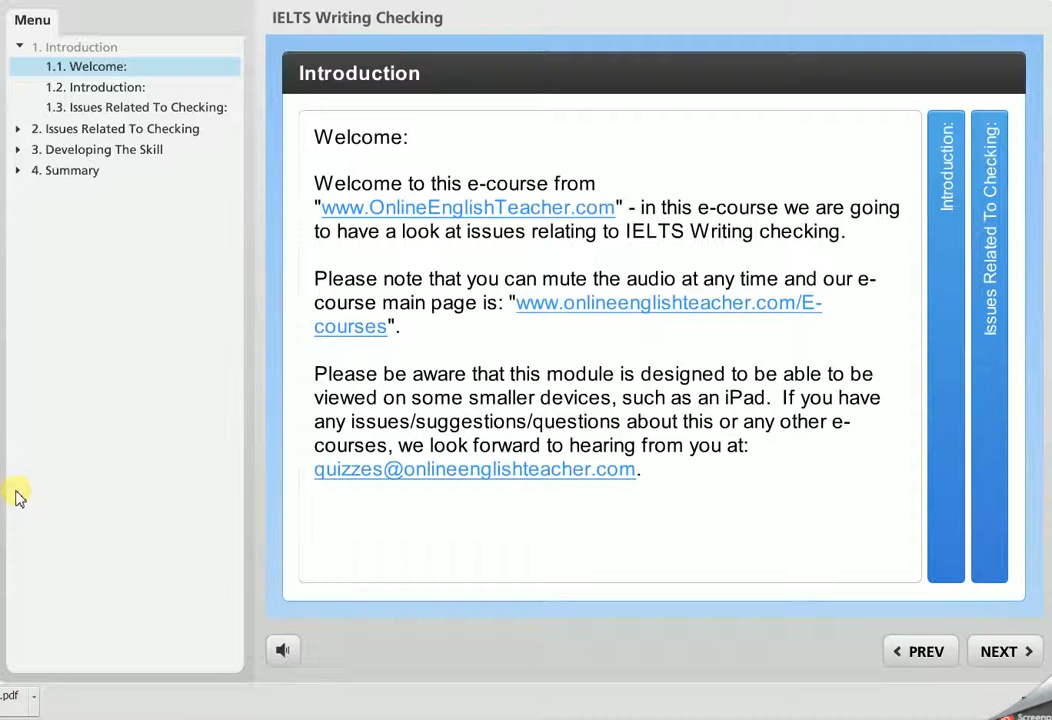 Menu
1. Introduction
1.1. Welcome:
1.2. Introduction:
1.3. Issues Related To Checking:
2. Issues Related To Checking
3. Developing The Skill
4. Summary
IELTS Writing Checking
Introduction
Welcome:
Welcome to this e-course from
"www.OnlineEnglishTeacher.com" - in this e-course we are going
to have a look at issues relating to IELTS Writing checking.
Please note that you can mute the audio at any time and our e-
course main page is: "www.onlineenglishteacher.com/E-
courses".
Please be aware that this module is designed to be able to be
viewed on some smaller devices, such as an iPad.  If you have
any issues/suggestions/questions about this or any other e-
courses, we look forward to hearing from you at:
quizzes@onlineenglishteacher.com.
Introduction:
Issues Related To Checking:
PREV
NEXT
.pdf